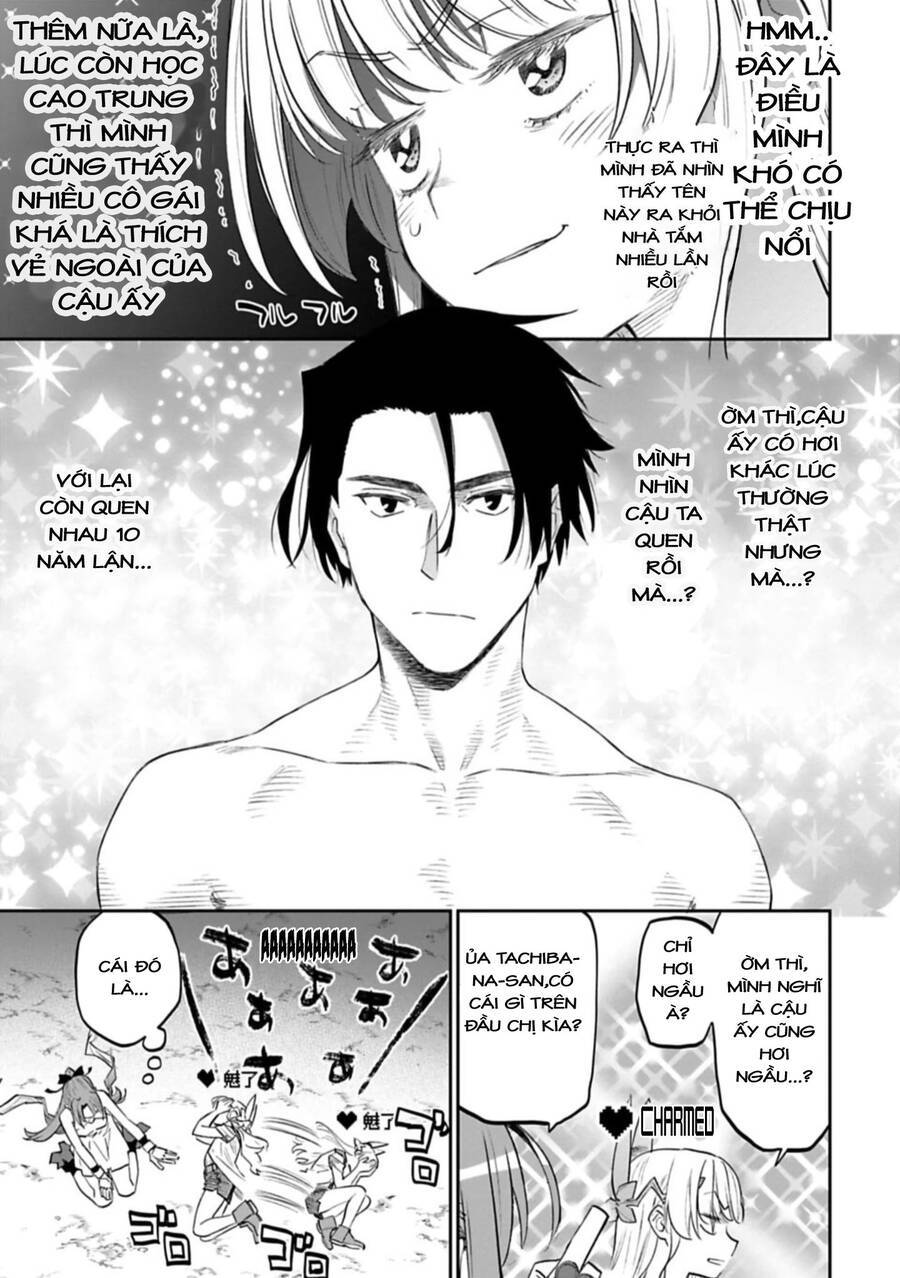 HMM..
ĐÂY LÀ
ĐIỀU
MÌNH
KHÓ CÓ
THỂ CHỊU
NỔI
THỰC RA THÌ
MÌNH ĐÃ NHÌN
THẤY TÊN
NÀY RA KHỎI
NHÀ TẮM
NHIỀU LẦN
RỒI
THÊM NỮA LÀ,
LÚC CÒN HỌC
CAO TRUNG
THÌ MÌNH
CŨNG THẤY
NHIỀU CÔ GÁI
KHÁ LÀ THÍCH
VẺ NGOÀI CỦA
CẬU ẤY
フルフル
ỜM THÌ,CẬU
ẤY CÓ HƠI
KHÁC LÚC
THƯỜNG
THẬT
NHƯNG
MÀ...?
MÌNH
NHÌN
CẬU TA
QUEN
RỒI
MÀ...?
VỚI LẠI
CÒN QUEN
NHAU 10
NĂM LẬN...
ỜM THÌ,
MÌNH NGHĨ
LÀ CẬU
ẤY CŨNG
HƠI
NGẦU...?
CHỈ
HƠI
NGẦU
À?
ỦA TACHIBA-
NA-SAN,CÓ
CÁI GÌ TRÊN
ĐẦU CHỊ KÌA?
♥ CHARMED
AAAAAAAAAAA
ああぁぁ
ああぁぁ
♥魅了
♥魅了
ゴロゴロ
ゴロゴロ
CÁI ĐÓ
LÀ...